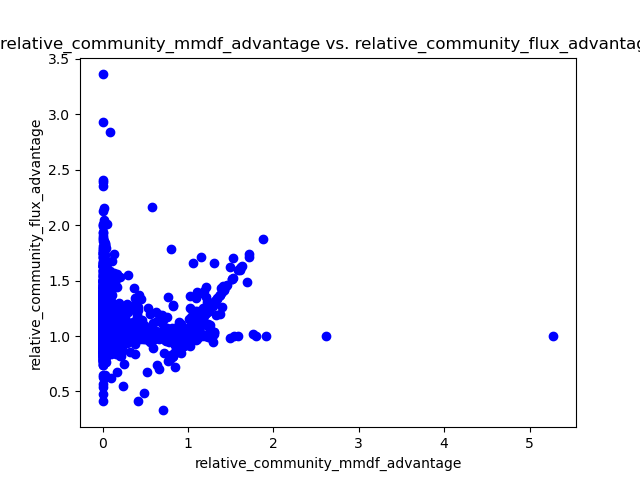 relative_community_mmdf_advantage vs. relative_community_flux_advantag
3.5
3.0
2.5
2.0
1.5
1.0
0.5
relative_community_flux_advantage
0 1 2 3 4 5
relative_community_mmdf_advantage